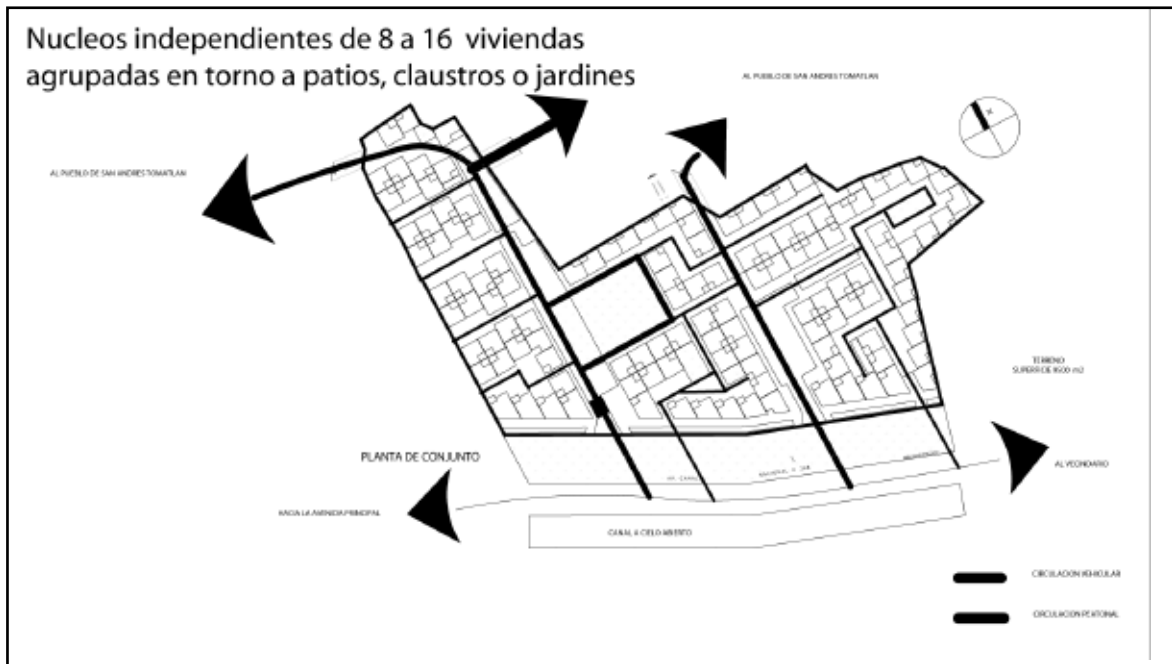 Nucleos independientes de 8 a 16 viviendas
agrupadas en torno a patios, claustros o jardines
AL PUEBLO DE SAN ANDRES TOMATLAN
AL PUEBLO DE SAN ANDRES TOMATLAN
N
TERRENO
PLANTA DE CONJUNTO
AL VECINDARIO
HACIA LA AVENIDA PRINCIPAL
CANAL A CIELO ABIERTO
CIRCULACION VEHICULAR
CIRCULACION PEATONAL